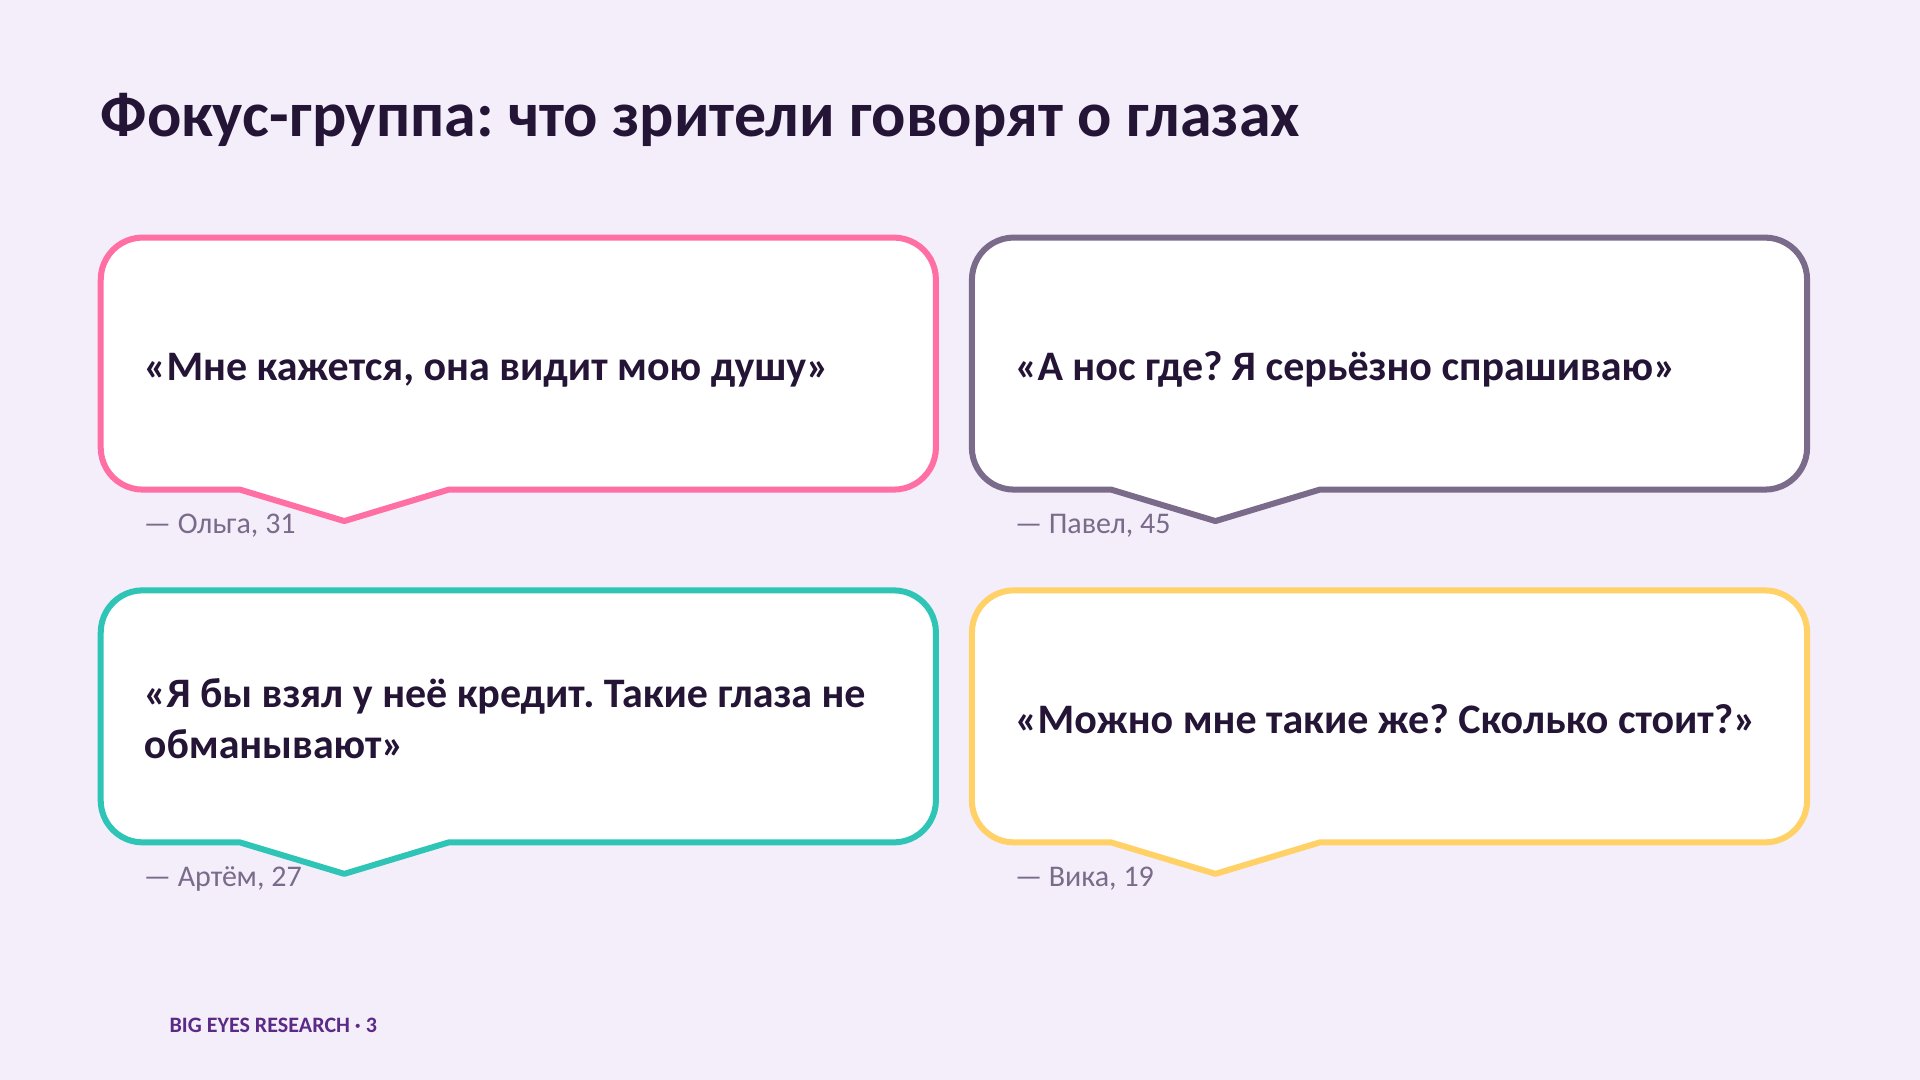 Фокус-группа: что зрители говорят о глазах
«Мне кажется, она видит мою душу»
— Ольга, 31
«А нос где? Я серьёзно спрашиваю»
— Павел, 45
«Я бы взял у неё кредит. Такие глаза не
обманывают»
— Артём, 27
«Можно мне такие же? Сколько стоит?»
— Вика, 19
BIG EYES RESEARCH · 3